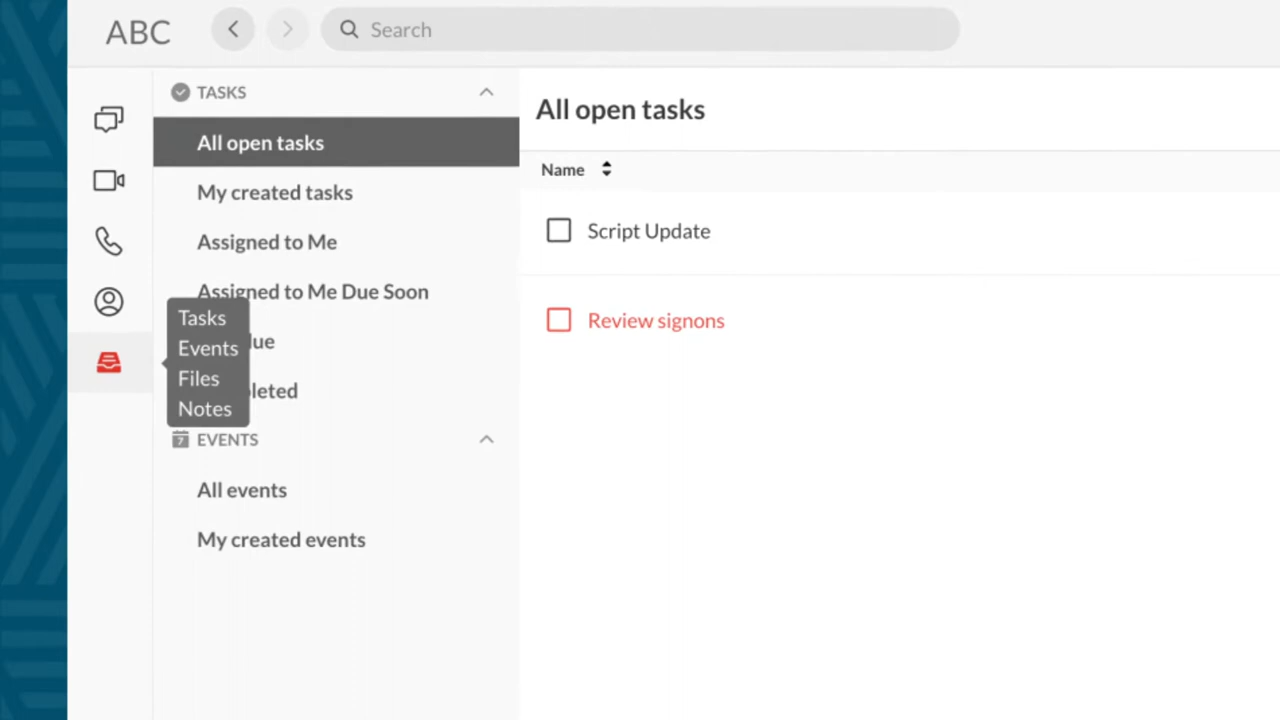 ABC
Search
TASKS
All open tasks
My created tasks
Assigned to Me
Assigned to Me Due Soon
Tasks
Events
Files
Notes
EVENTS
All events
My created events
All open tasks
Name
Script Update
Review signons